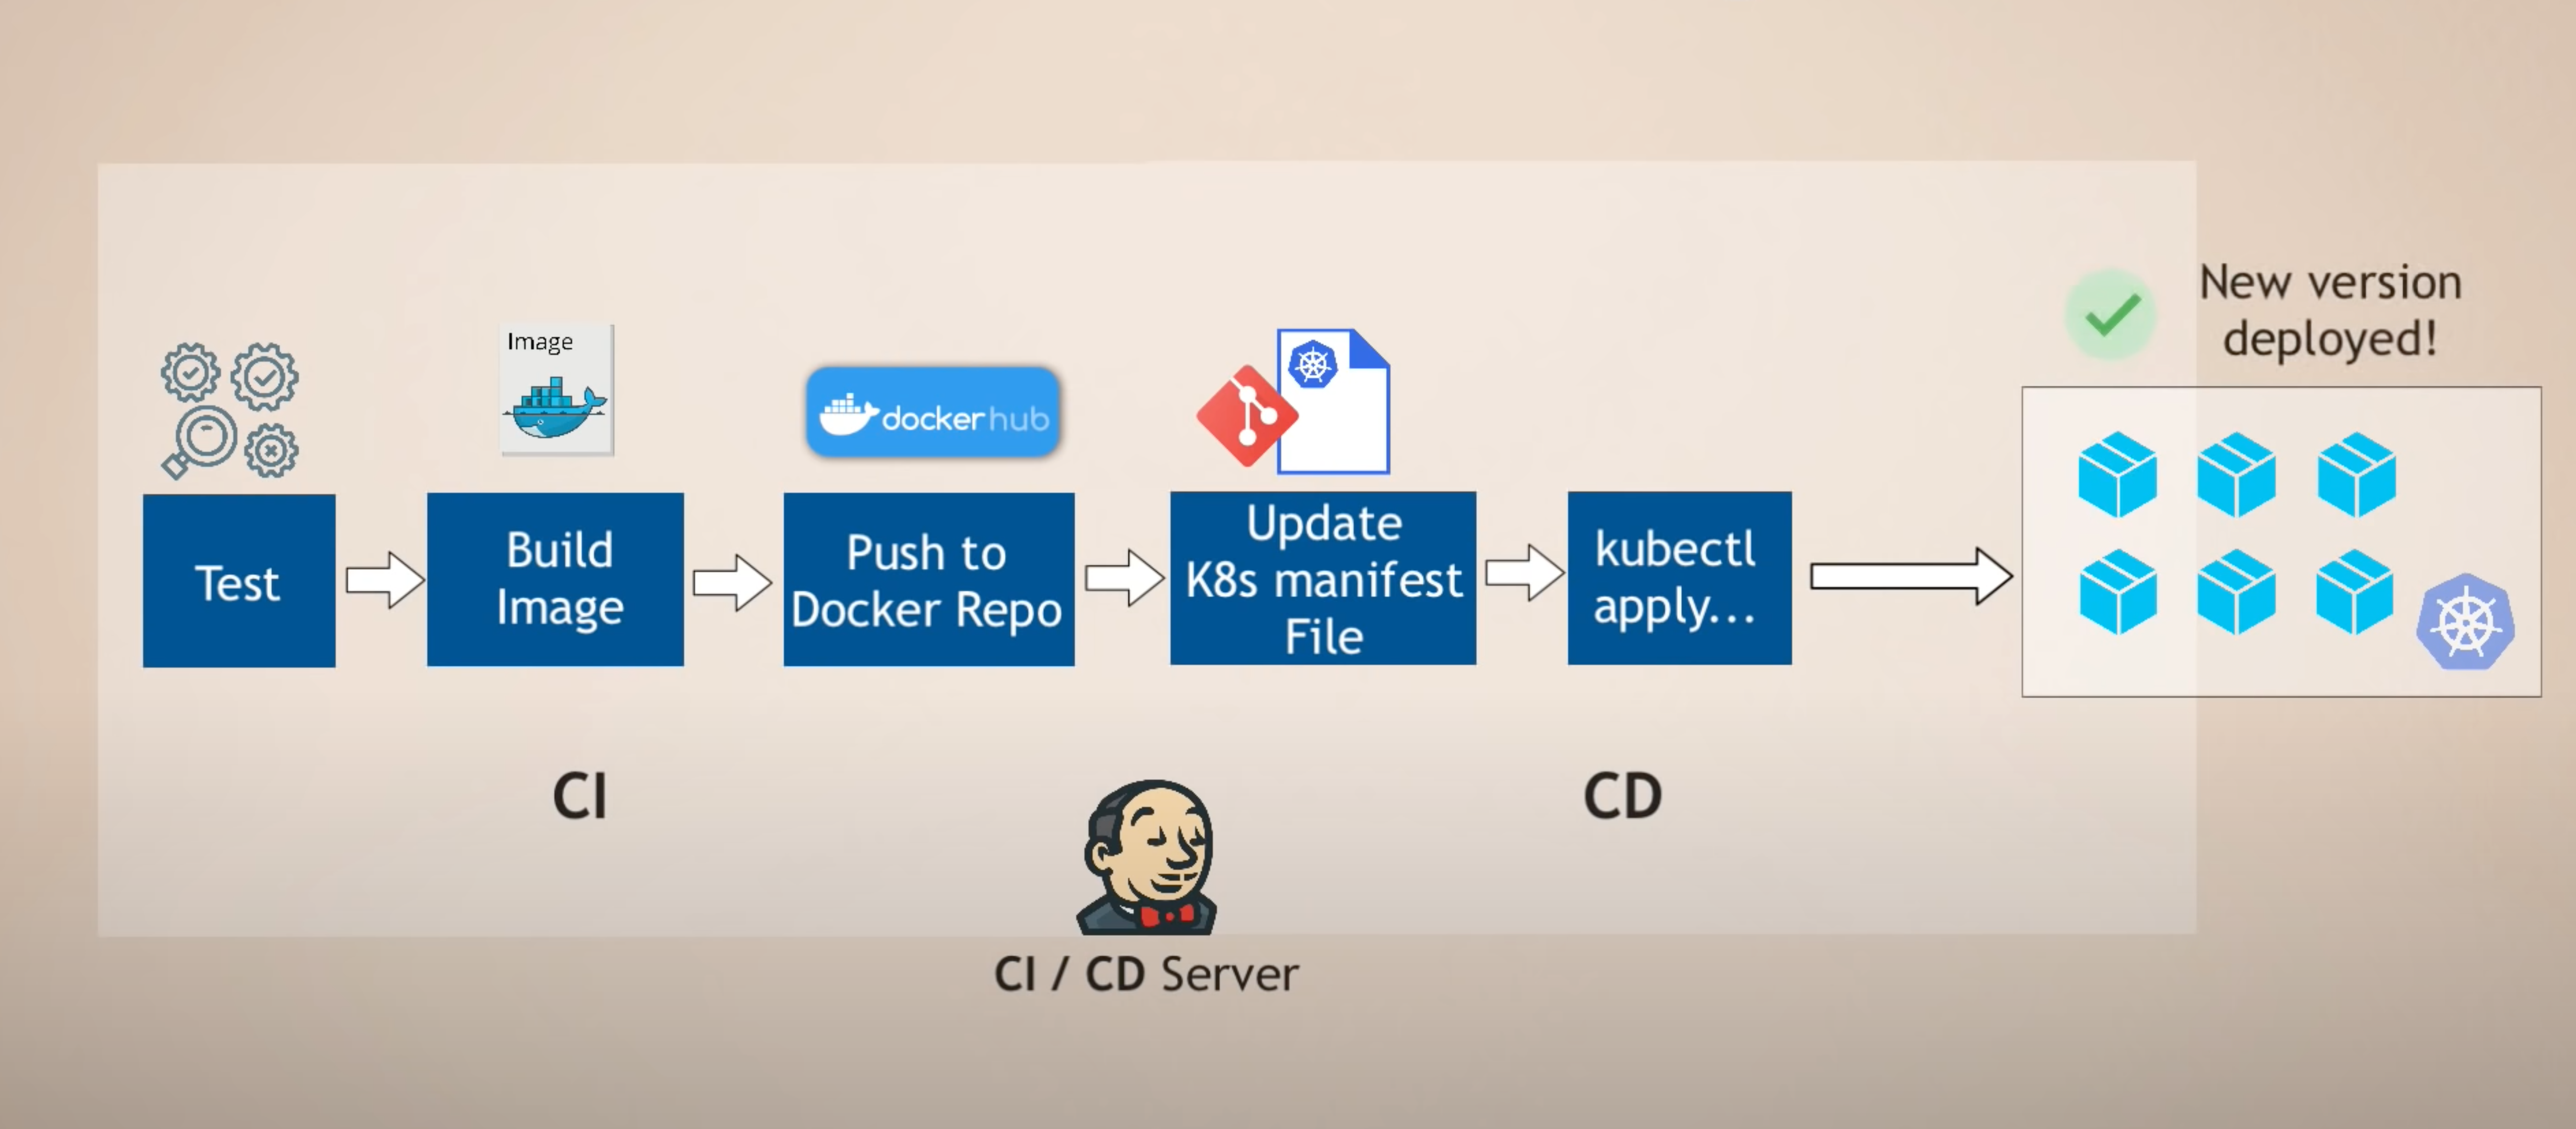 New version
deployed!
Image
dockerhub
Test
Build
Image
Push to
Docker Repo
Update
K8s manifest
File
kubectl
apply...
CI
CD
CI / CD Server